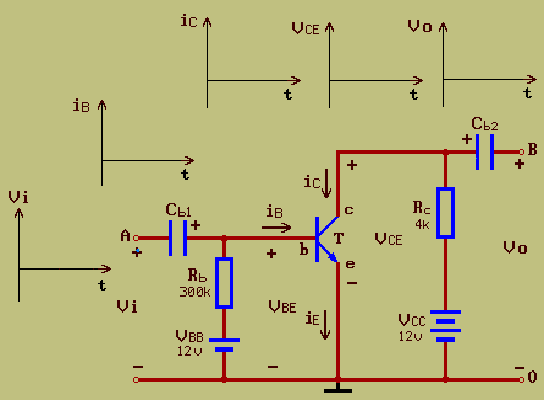 iC VCE Vo
t t t
iB
t
Vi
t
Cb2
+ B
+ +
iC
Rc
4k
c
Cb1
+ iB
A
+ + b T VCE Vo
e
Rb
300k
−
Vi VBE iE
VBB
12v
VCC
12v
− − − O